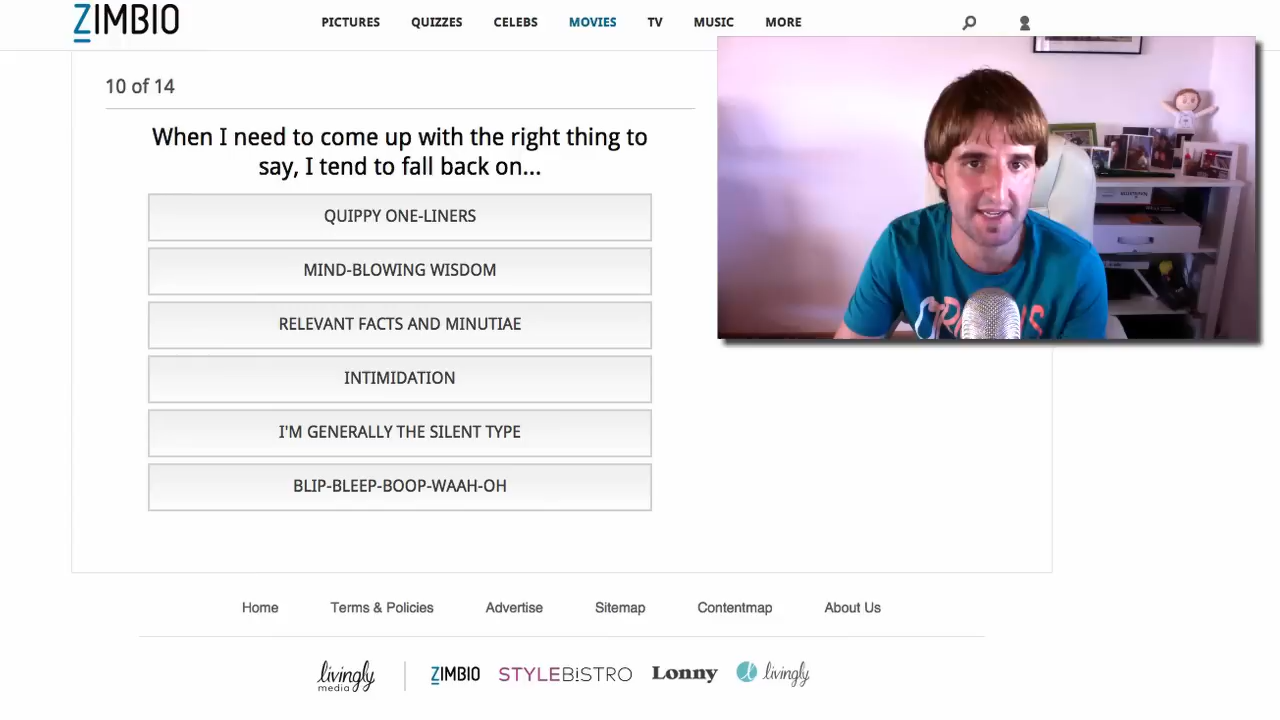 ZIMBIO
PICTURES QUIZZES CELEBS MOVIES TV MUSIC MORE
10 of 14
When I need to come up with the right thing to
say, I tend to fall back on...
QUIPPY ONE-LINERS
MIND-BLOWING WISDOM
RELEVANT FACTS AND MINUTIAE
INTIMIDATION
I'M GENERALLY THE SILENT TYPE
BLIP-BLEEP-BOOP-WAAH-OH
Home Terms & Policies Advertise Sitemap Contentmap About Us
livingly media ZIMBIO STYLEBISTRO Lonny livingly